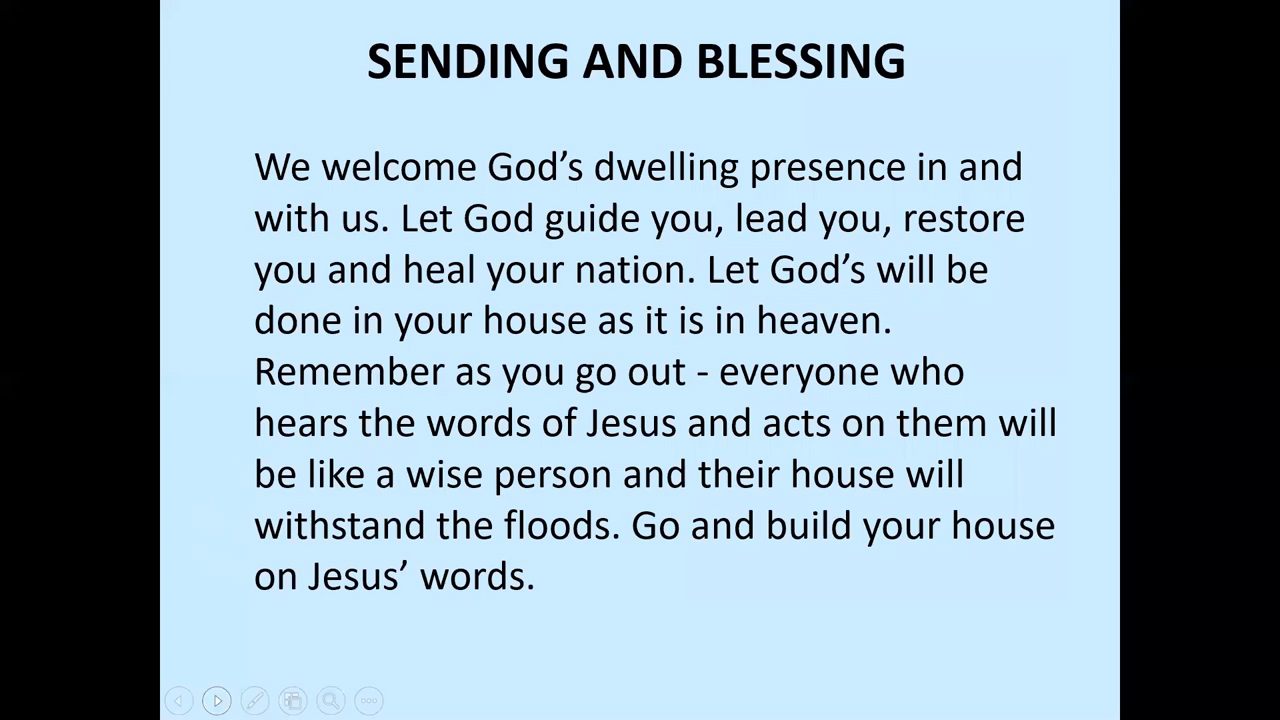 SENDING AND BLESSING
We welcome God’s dwelling presence in and
with us. Let God guide you, lead you, restore
you and heal your nation. Let God’s will be
done in your house as it is in heaven.
Remember as you go out - everyone who
hears the words of Jesus and acts on them will
be like a wise person and their house will
withstand the floods. Go and build your house
on Jesus’ words.